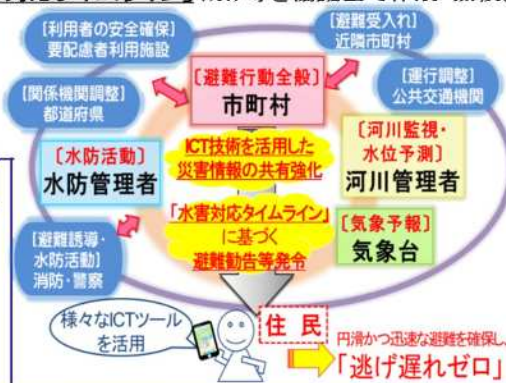 [利用者の安全確保]
要配慮者利用施設
[避難受入れ]
近隣市町村
[関係機関調整]
都道府県
〔避難行動全般〕
市町村
[運行調整]
公共交通機関
〔水防活動〕
水防管理者
ICT技術を活用した
災害情報の共有強化
〔河川監視・
水位予測〕
河川管理者
「水害対応タイムライン」
に基づく
避難勧告等発令
〔気象予報〕
気象台
[避難誘導・
水防活動]
消防・警察
様々なICTツール
を活用
住民
円滑かつ迅速な避難を確保し、
「逃げ遅れゼロ」